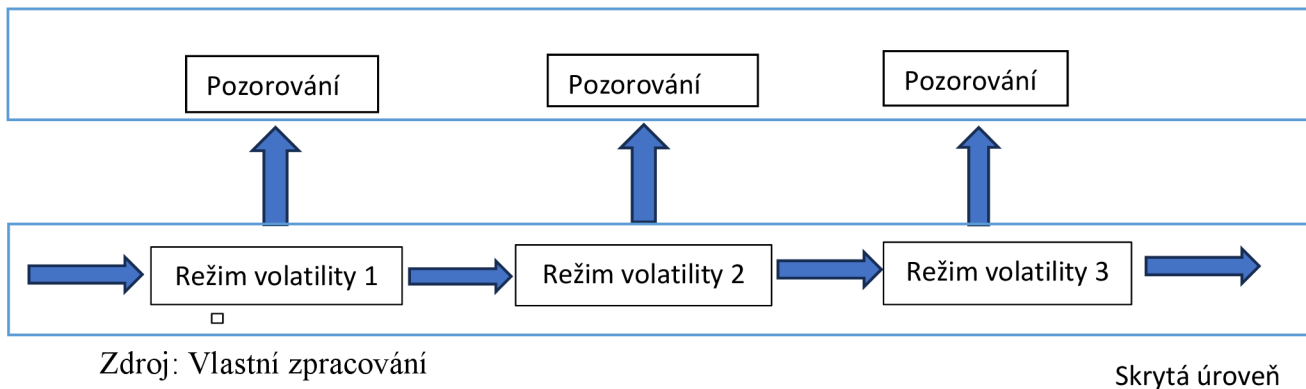 Pozorování
Pozorování
Pozorování
Režim volatility 1
Režim volatility 2
Režim volatility 3
Zdroj: Vlastní zpracování
Skrytá úroveň